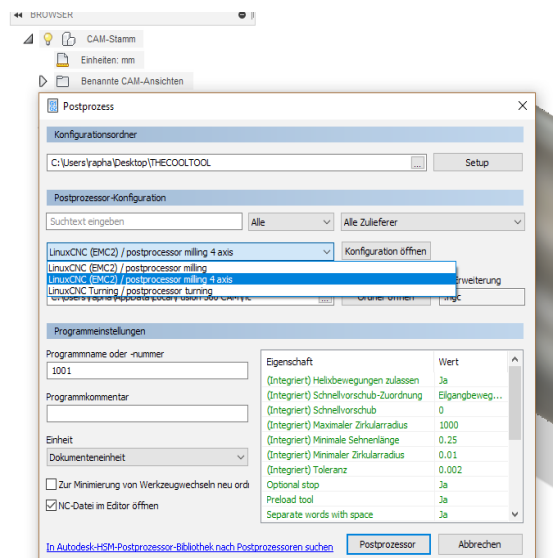 BROWSER
CAM-Stamm
Einheiten: mm
Benannte CAM-Ansichten
Postprozess
Konfigurationsordner
C:\Users\rapha\Desktop\THECOOLTOOL
...
Setup
Postprozessor-Konfiguration
Suchtext eingeben
Alle
Alle Zulieferer
LinuxCNC (EMC2) / postprocessor milling 4 axis
Konfiguration öffnen
LinuxCNC (EMC2) / postprocessor milling
LinuxCNC (EMC2) / postprocessor milling 4 axis
LinuxCNC Turning / postprocessor turning
Programmeinstellungen
Programmname oder -nummer
1001
Programmkommentar
Einheit
Dokumenteneinheit
Zur Minimierung von Werkzeugwechseln neu ordn
NC-Datei im Editor öffnen
Eigenschaft Wert
(Integriert) Helixbewegungen zulassen Ja
(Integriert) Schnellvorschub-Zuordnung Eilgangbeweg...
(Integriert) Schnellvorschub 0
(Integriert) Maximaler Zirkularradius 1000
(Integriert) Minimale Sehnenlänge 0.25
(Integriert) Minimaler Zirkularradius 0.01
(Integriert) Toleranz 0.002
Optional stop Ja
Preload tool Ja
Separate words with space Ja
In Autodesk-HSM-Postprozessor-Bibliothek nach Postprozessoren suchen
Postprozessor
Abbrechen